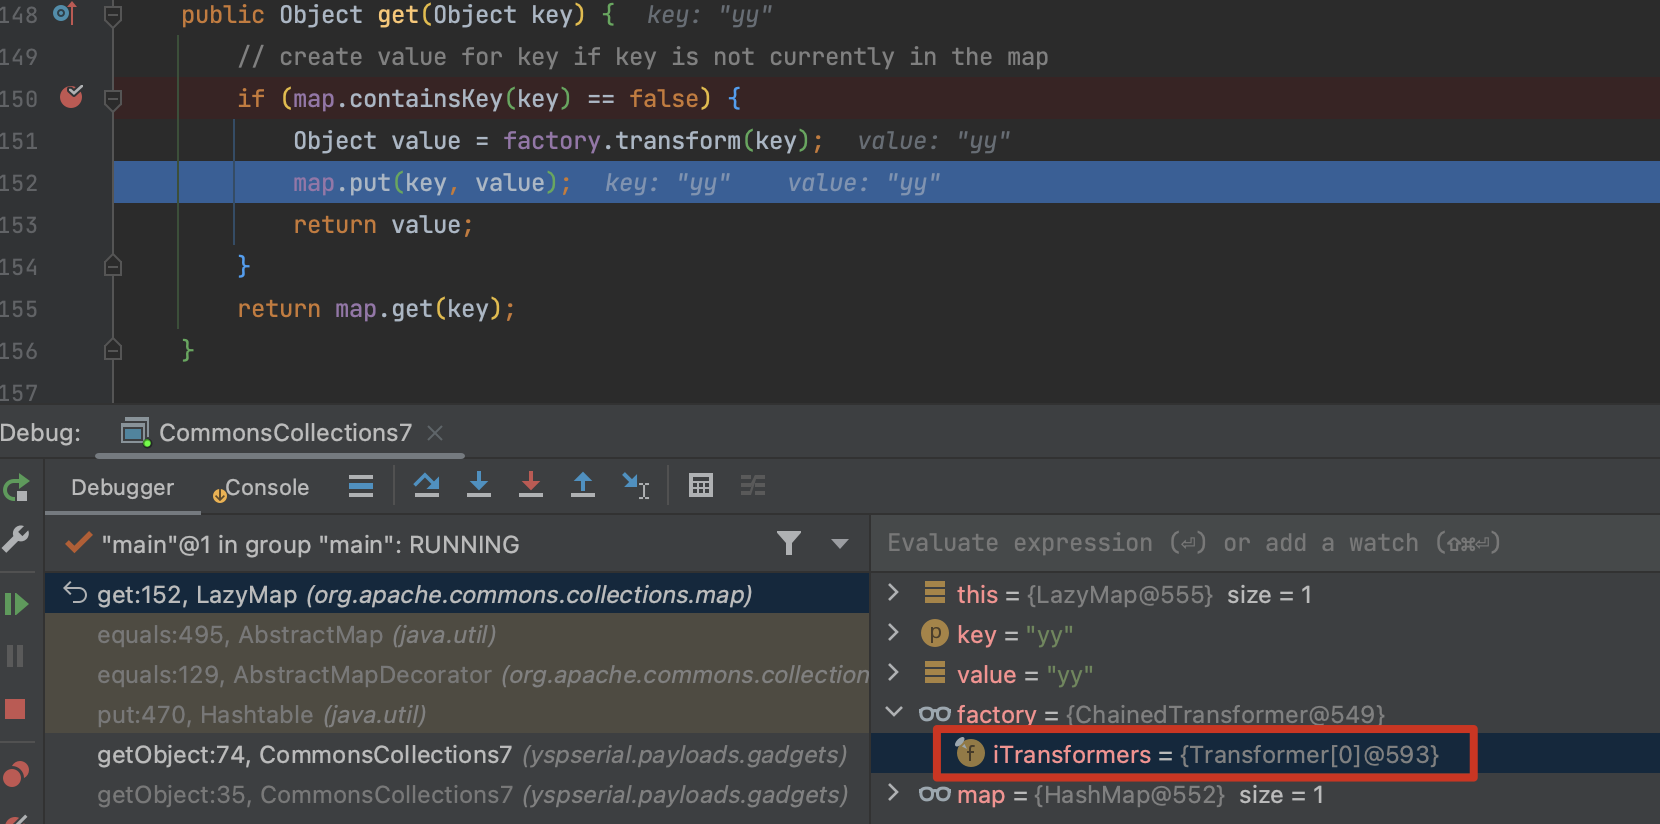 148 public Object get(Object key) { key: "yy"
149 // create value for key if key is not currently in the map
150 if (map.containsKey(key) == false) {
151 Object value = factory.transform(key); value: "yy"
152 map.put(key, value); key: "yy" value: "yy"
153 return value;
154 }
155 return map.get(key);
156 }
157
Debug: CommonsCollections7
Debugger Console
"main"@1 in group "main": RUNNING
Evaluate expression (⏎) or add a watch (⇧⌘⏎)
get:152, LazyMap (org.apache.commons.collections.map)
equals:495, AbstractMap (java.util)
equals:129, AbstractMapDecorator (org.apache.commons.collection
put:470, Hashtable (java.util)
getObject:74, CommonsCollections7 (yspserial.payloads.gadgets)
getObject:35, CommonsCollections7 (yspserial.payloads.gadgets)
this = {LazyMap@555} size = 1
p key = "yy"
value = "yy"
factory = {ChainedTransformer@549}
f iTransformers = {Transformer[0]@593}
map = {HashMap@552} size = 1